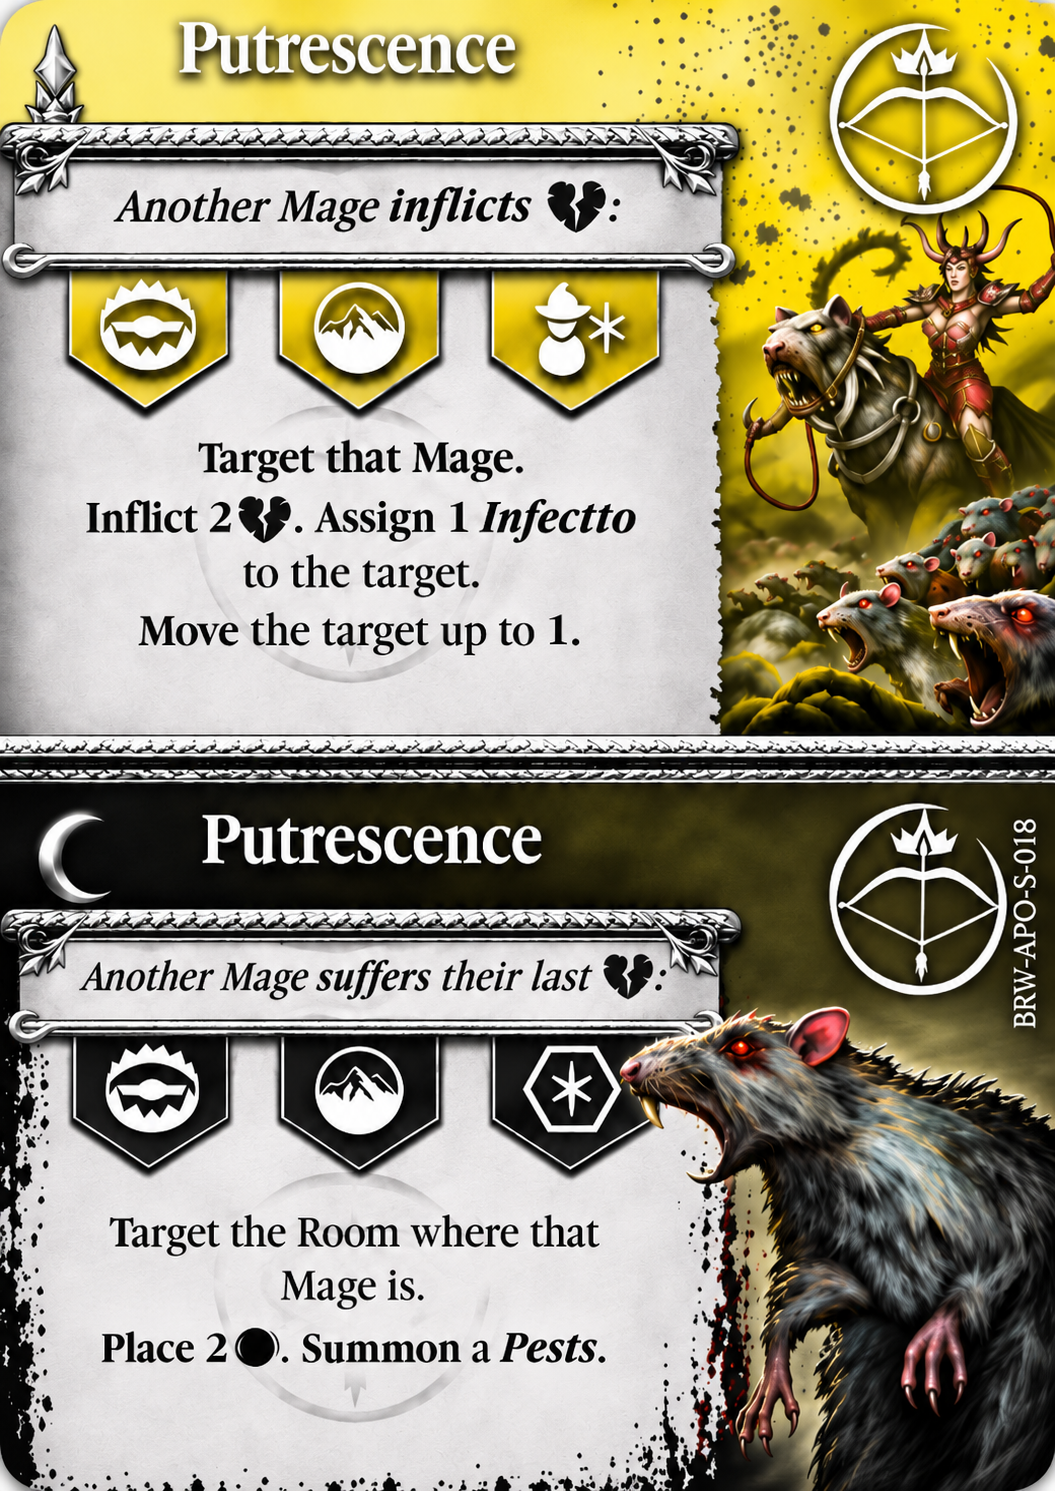 Putrescence
Another Mage inflicts :
Target that Mage.
Inflict 2 . Assign 1 Infectto
to the target.
Move the target up to 1.
Putrescence
BRW-APO-S-018
Another Mage suffers their last :
Target the Room where that
Mage is.
Place 2 . Summon a Pests.